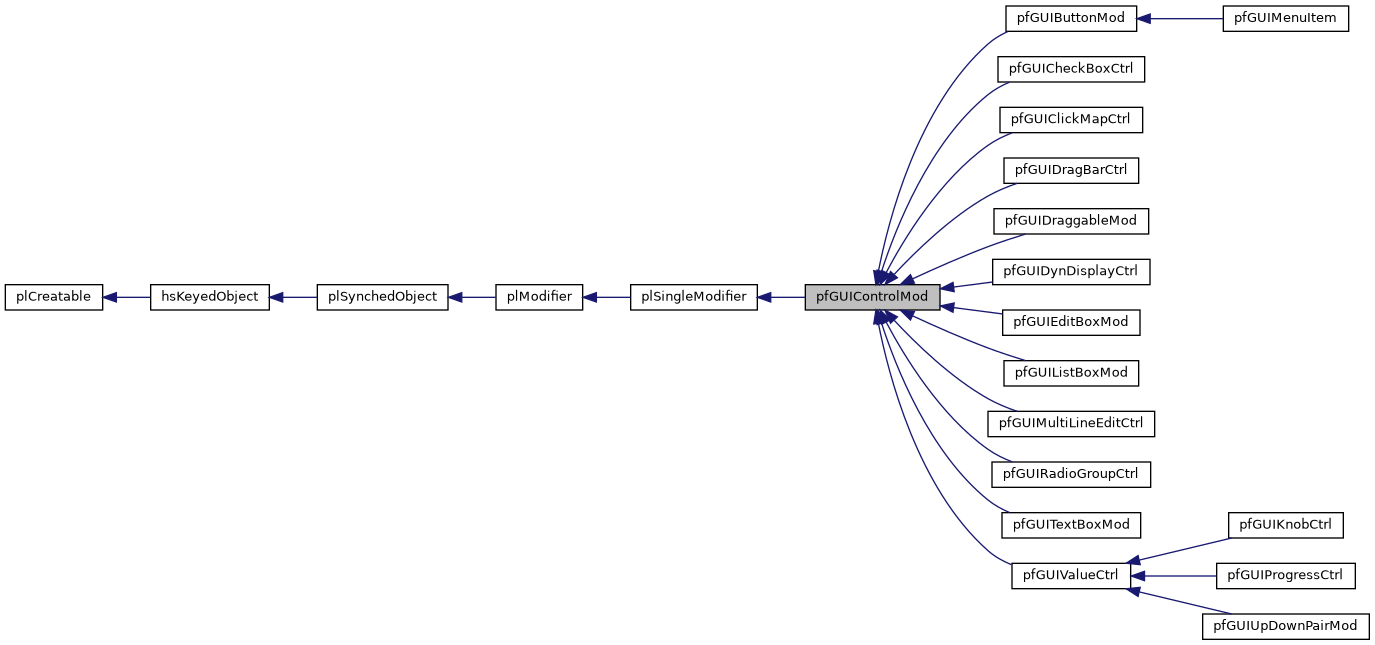 pfGUIButtonMod
pfGUIMenuItem
pfGUICheckBoxCtrl
pfGUIClickMapCtrl
pfGUIDragBarCtrl
pfGUIDraggableMod
pfGUIDynDisplayCtrl
plCreatable
hsKeyedObject
plSynchedObject
plModifier
plSingleModifier
pfGUIControlMod
pfGUIEditBoxMod
pfGUIListBoxMod
pfGUIMultiLineEditCtrl
pfGUIRadioGroupCtrl
pfGUITextBoxMod
pfGUIKnobCtrl
pfGUIValueCtrl
pfGUIProgressCtrl
pfGUIUpDownPairMod